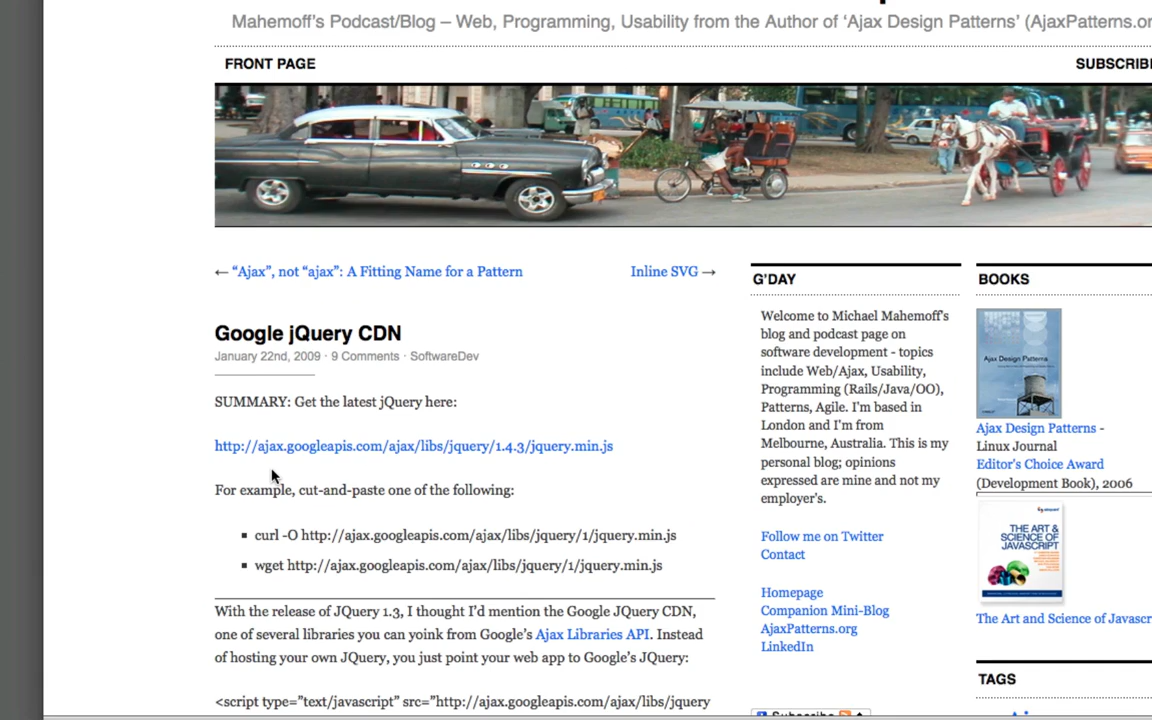 Mahemoff's Podcast/Blog – Web, Programming, Usability from the Author of 'Ajax Design Patterns' (AjaxPatterns.or
FRONT PAGE
SUBSCRIBE
← “Ajax”, not “ajax”: A Fitting Name for a Pattern
Inline SVG →
Google jQuery CDN
January 22nd, 2009 · 9 Comments · SoftwareDev
SUMMARY: Get the latest jQuery here:
http://ajax.googleapis.com/ajax/libs/jquery/1.4.3/jquery.min.js
For example, cut-and-paste one of the following:
▪ curl -O http://ajax.googleapis.com/ajax/libs/jquery/1/jquery.min.js
▪ wget http://ajax.googleapis.com/ajax/libs/jquery/1/jquery.min.js
With the release of JQuery 1.3, I thought I'd mention the Google JQuery CDN,
one of several libraries you can yoink from Google's Ajax Libraries API. Instead
of hosting your own JQuery, you just point your web app to Google's JQuery:
<script type=”text/javascript” src=”http://ajax.googleapis.com/ajax/libs/jquery
G'DAY
Welcome to Michael Mahemoff's
blog and podcast page on
software development - topics
include Web/Ajax, Usability,
Programming (Rails/Java/OO),
Patterns, Agile. I'm based in
London and I'm from
Melbourne, Australia. This is my
personal blog; opinions
expressed are mine and not my
employer's.
Follow me on Twitter
Contact
Homepage
Companion Mini-Blog
AjaxPatterns.org
LinkedIn
Subscribe
BOOKS
Ajax Design Patterns
Ajax Design Patterns -
Linux Journal
Editor's Choice Award
(Development Book), 2006
THE ART &
SCIENCE OF
JAVASCRIPT
The Art and Science of Javascr
TAGS